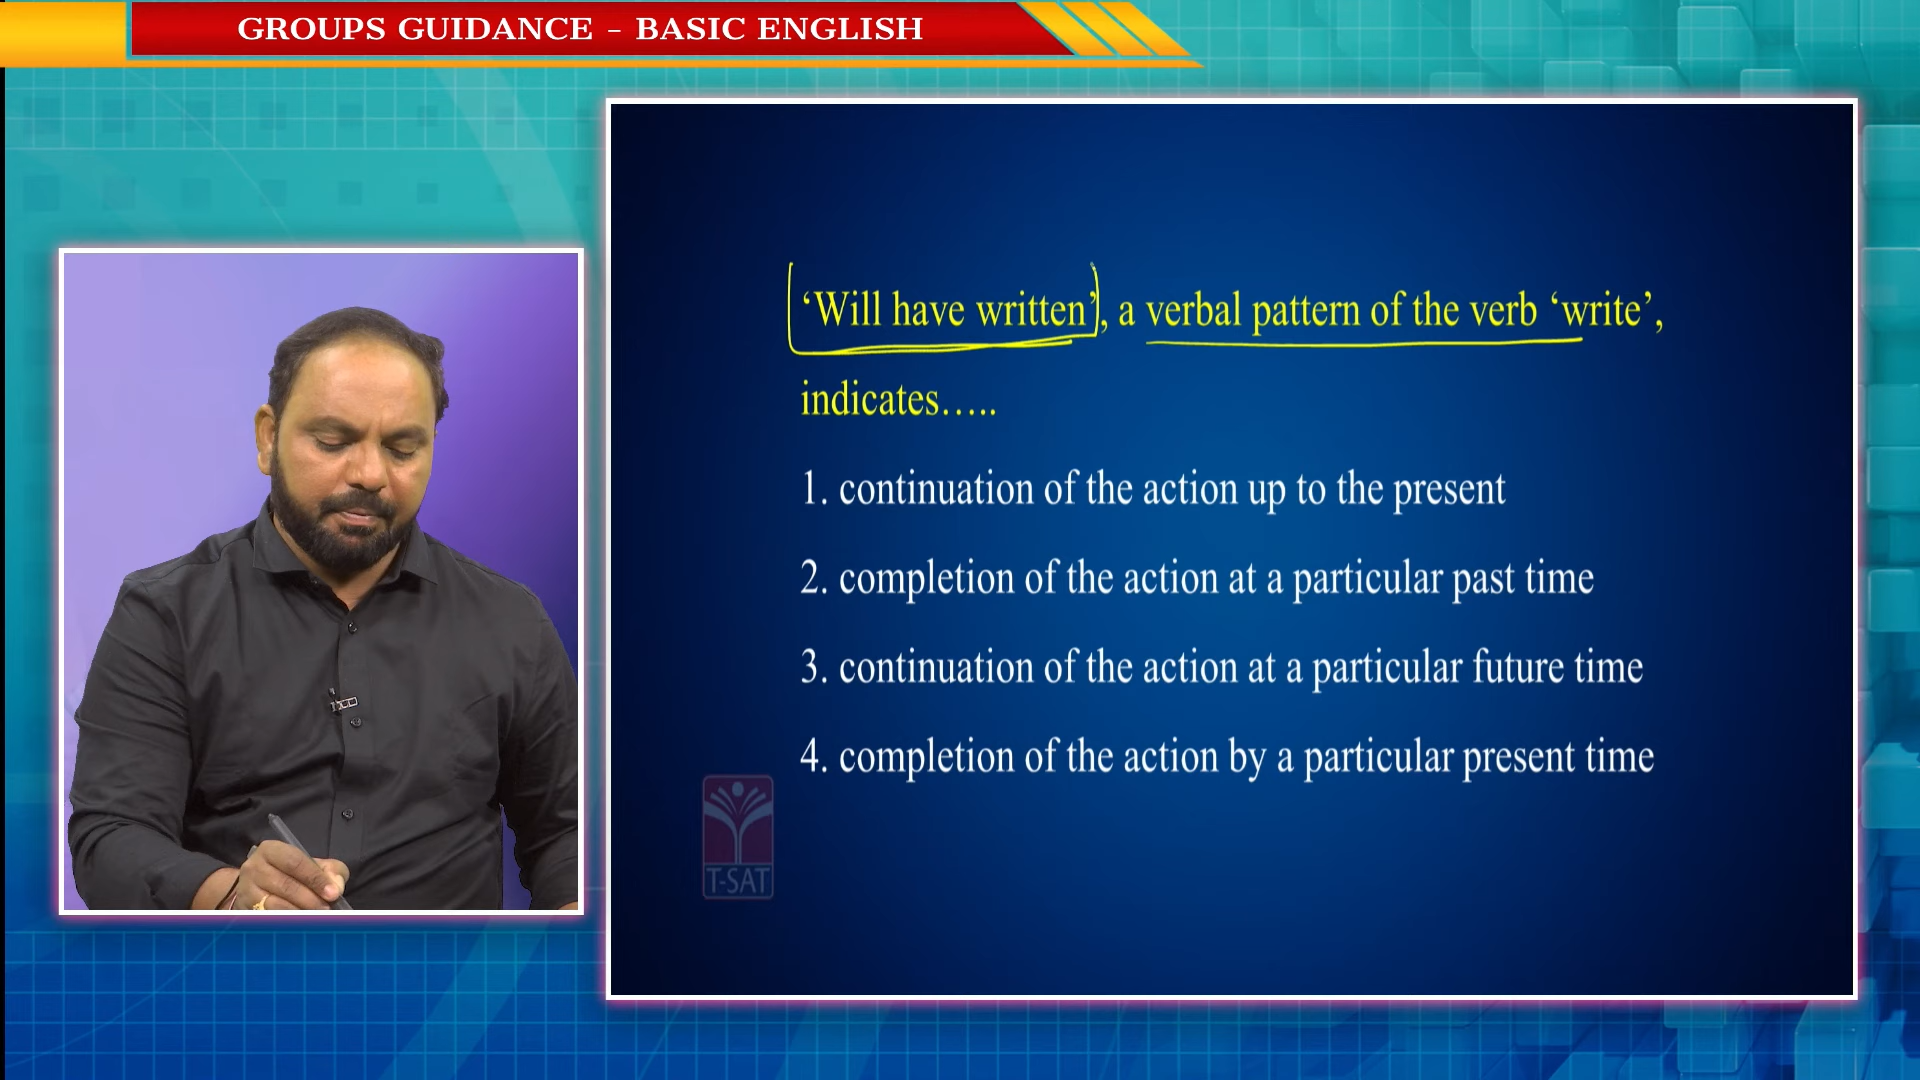 GROUPS GUIDANCE - BASIC ENGLISH
‘Will have written’, a verbal pattern of the verb ‘write’,
indicates…..
1. continuation of the action up to the present
2. completion of the action at a particular past time
3. continuation of the action at a particular future time
4. completion of the action by a particular present time
T-SAT